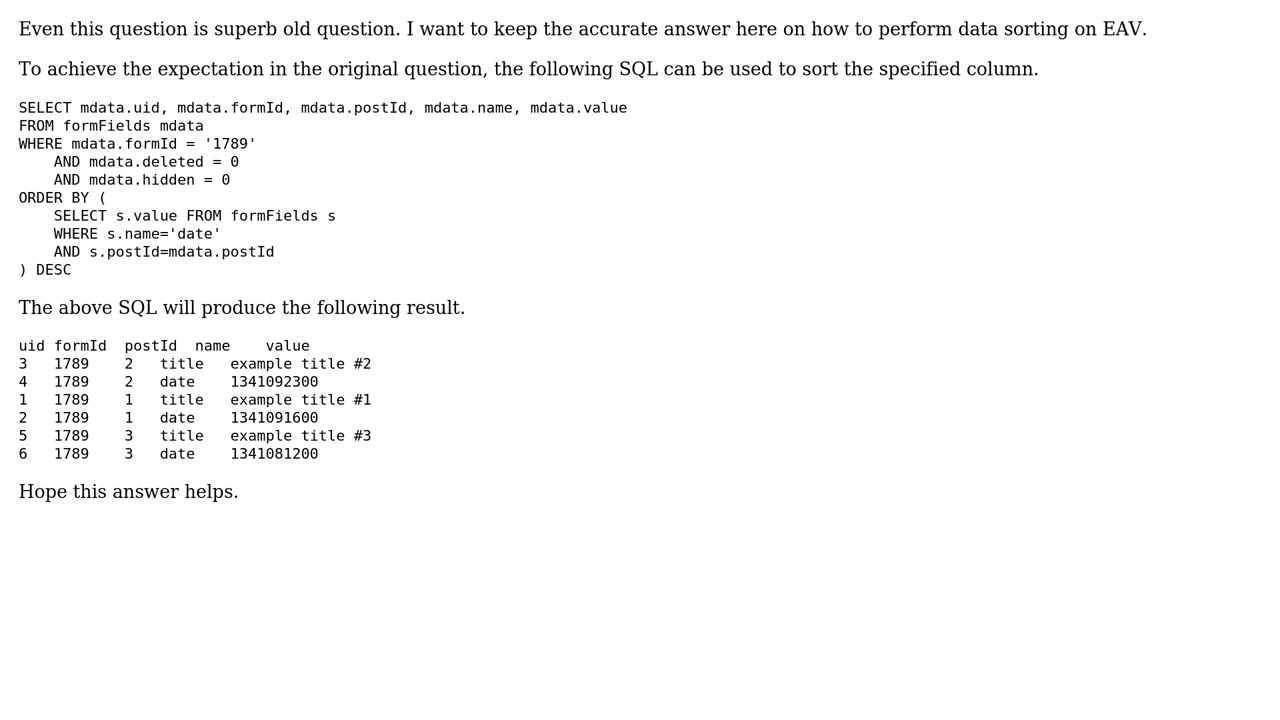 Even this question is superb old question. I want to keep the accurate answer here on how to perform data sorting on EAV.
To achieve the expectation in the original question, the following SQL can be used to sort the specified column.
SELECT mdata.uid, mdata.formId, mdata.postId, mdata.name, mdata.value
FROM formFields mdata
WHERE mdata.formId = '1789'
    AND mdata.deleted = 0
    AND mdata.hidden = 0
ORDER BY (
    SELECT s.value FROM formFields s
    WHERE s.name='date'
    AND s.postId=mdata.postId
) DESC
The above SQL will produce the following result.
uid formId  postId  name    value
3   1789    2   title   example title #2
4   1789    2   date    1341092300
1   1789    1   title   example title #1
2   1789    1   date    1341091600
5   1789    3   title   example title #3
6   1789    3   date    1341081200
Hope this answer helps.